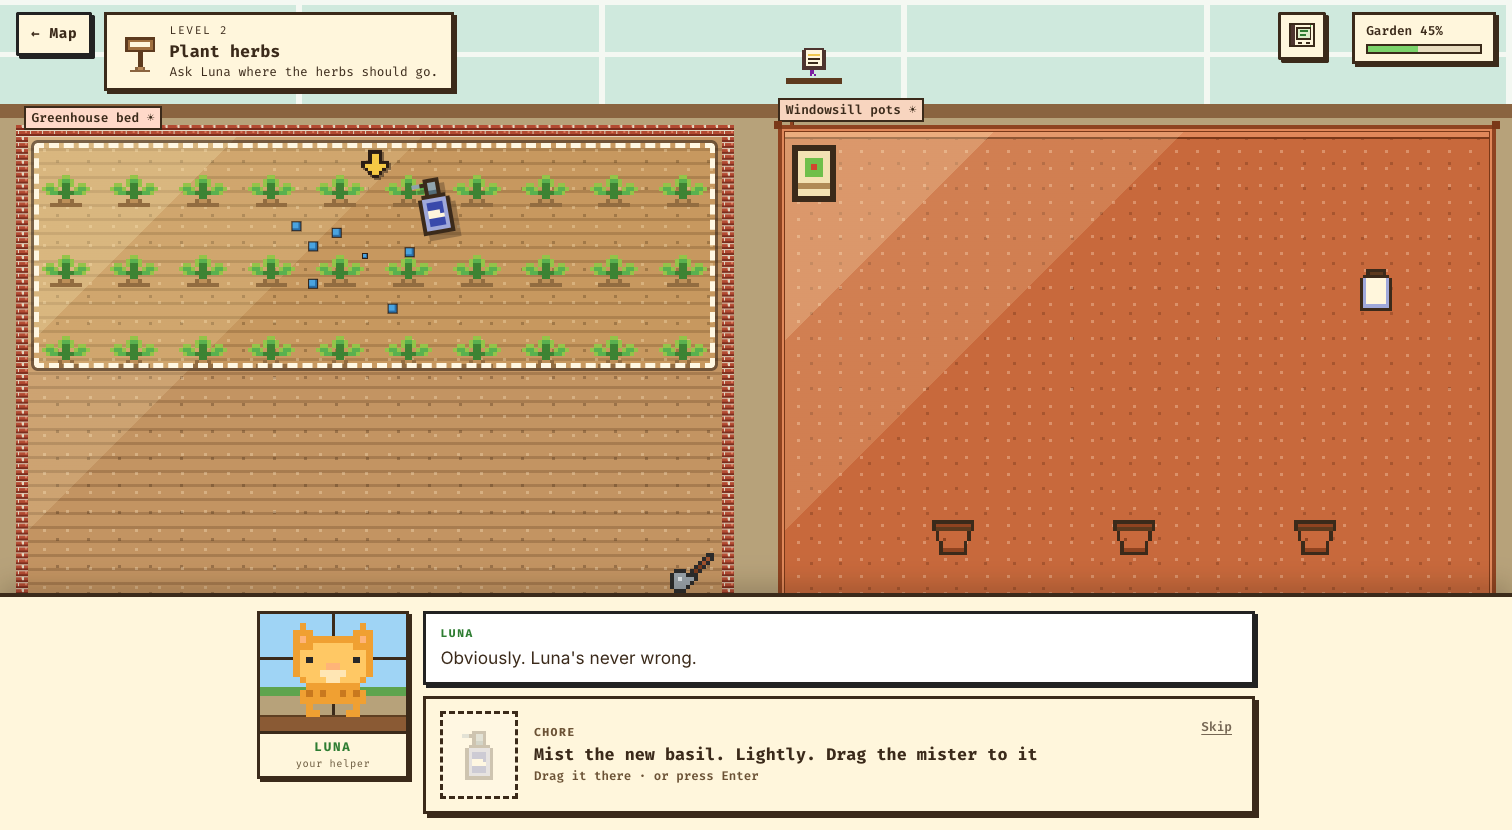 ← Map
LEVEL 2
Plant herbs
Ask Luna where the herbs should go.
Garden 45%
Greenhouse bed ☀
Windowsill pots ☀
LUNA
your helper
LUNA
Obviously. Luna's never wrong.
CHORE
Mist the new basil. Lightly. Drag the mister to it
Drag it there · or press Enter
Skip